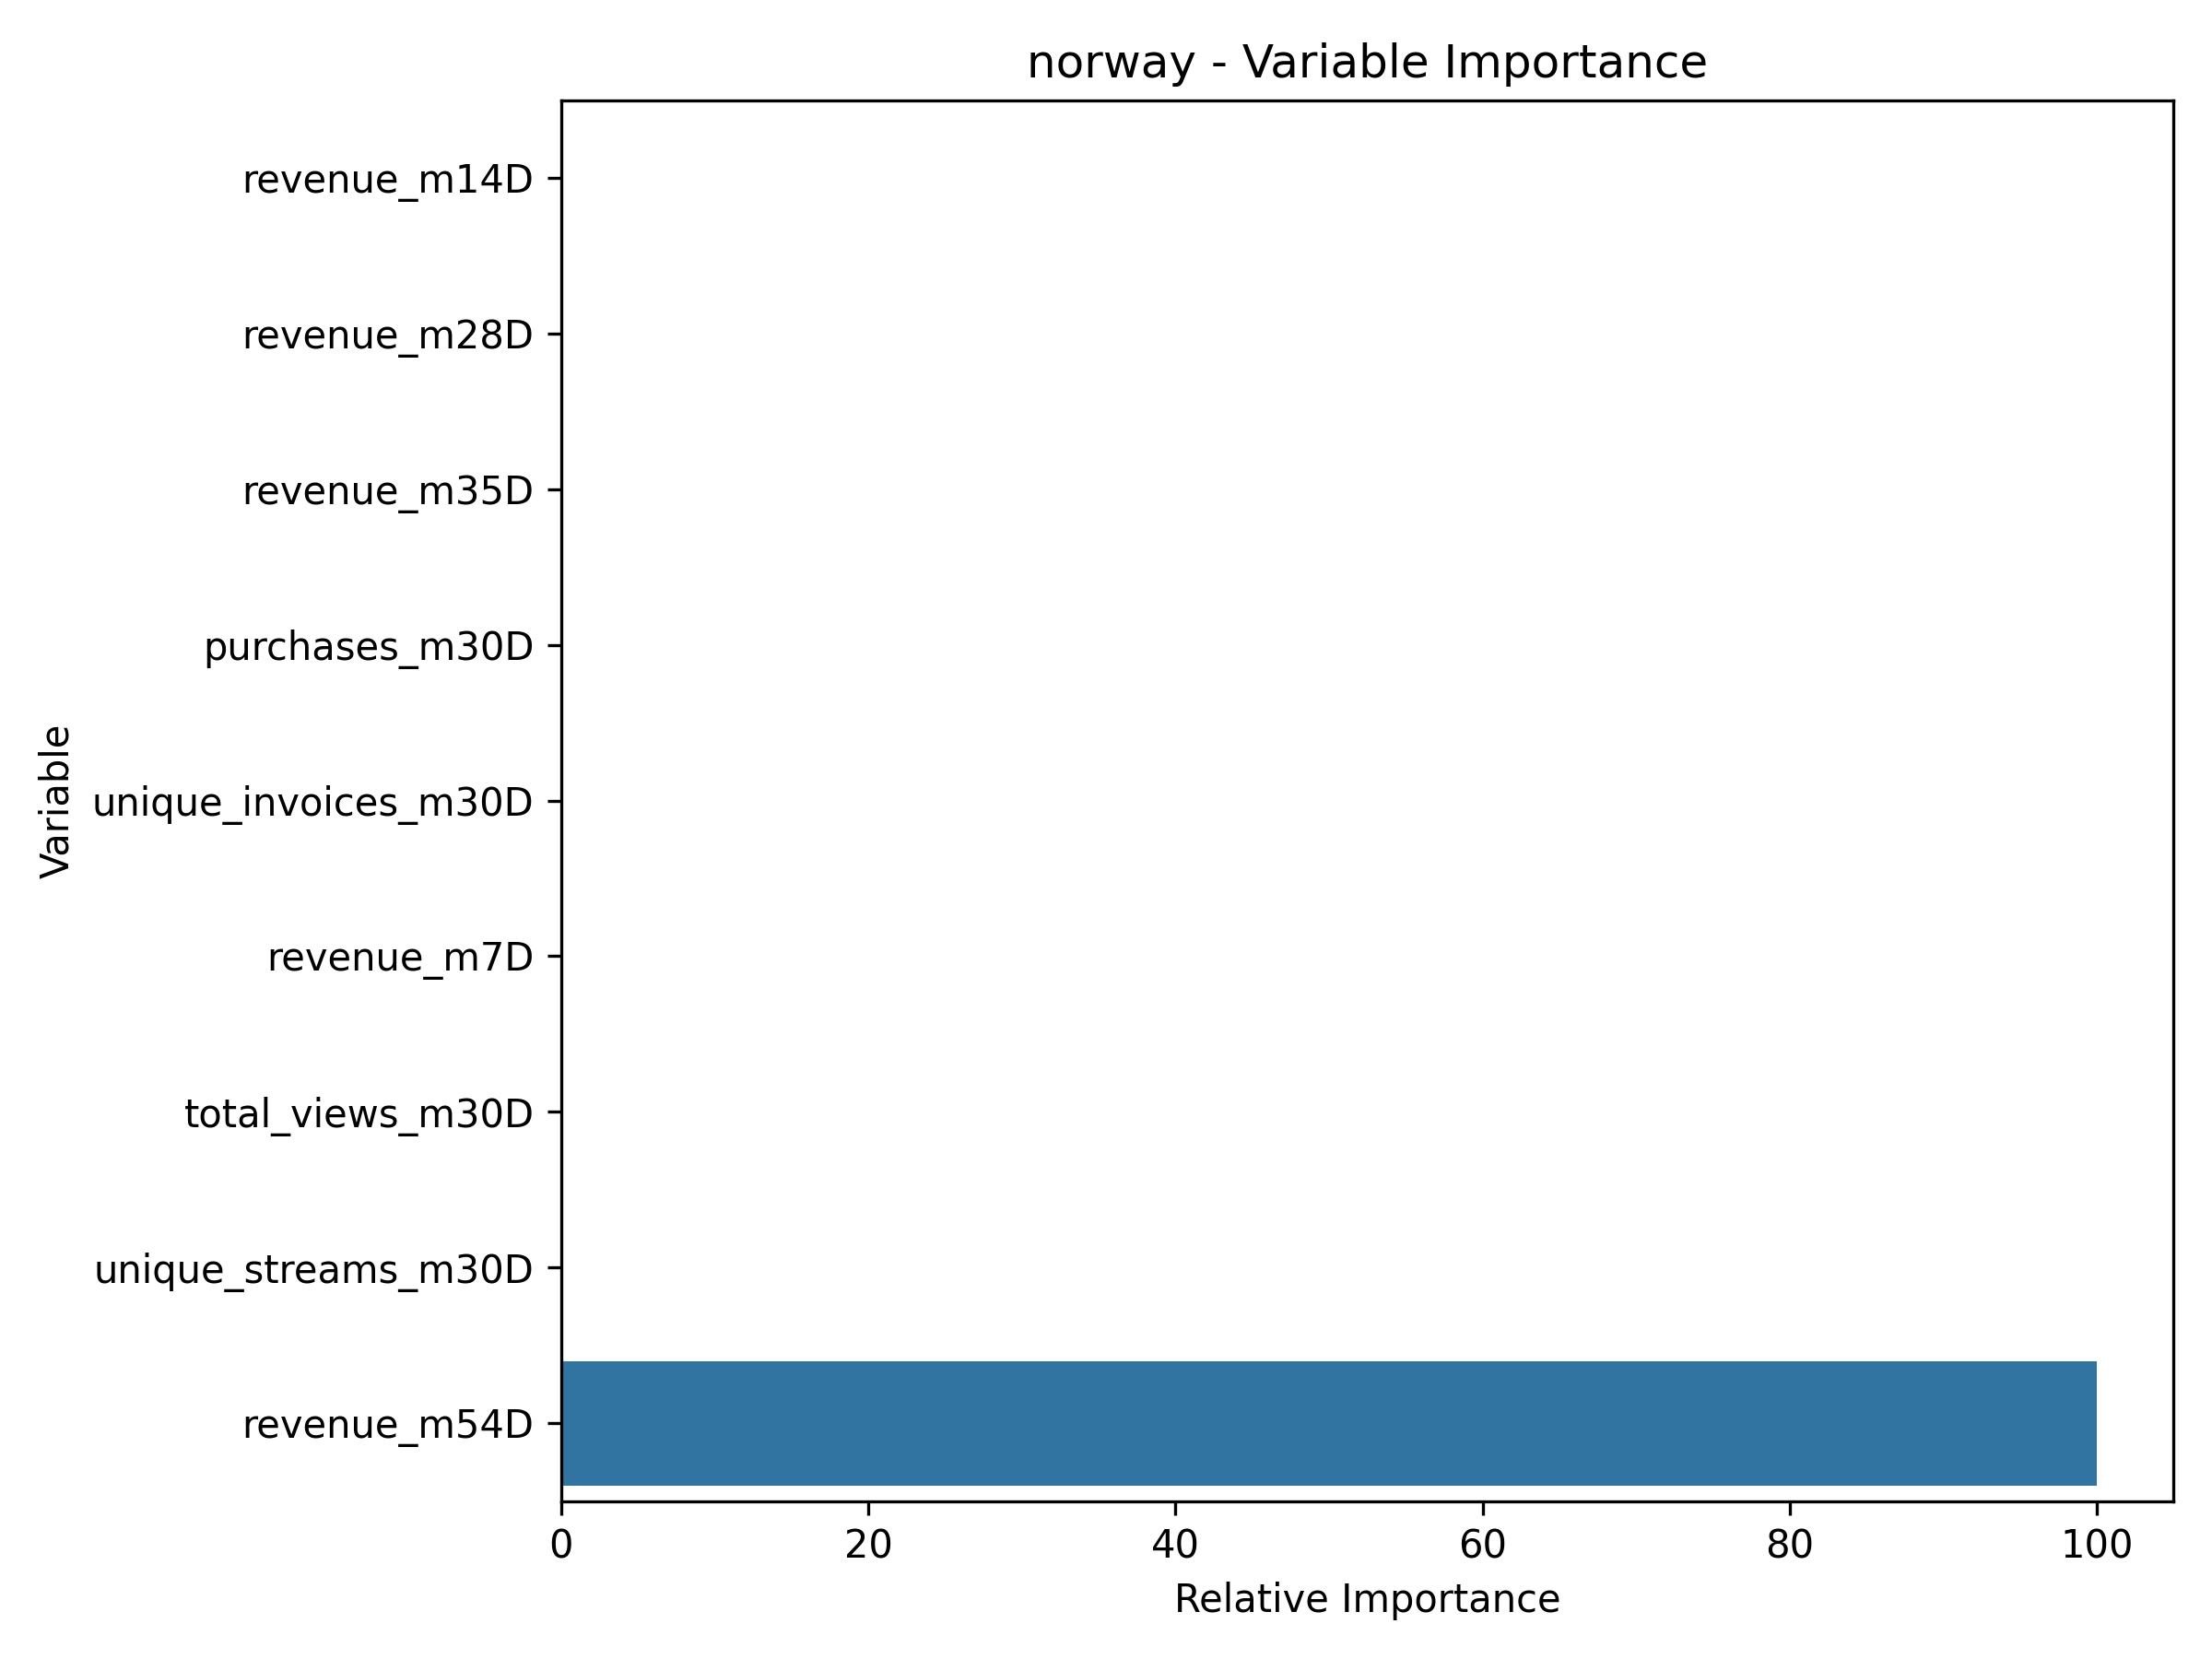 norway - Variable Importance
revenue_m14D
revenue_m28D
revenue_m35D
purchases_m30D
unique_invoices_m30D
revenue_m7D
total_views_m30D
unique_streams_m30D
revenue_m54D
Variable
0 20 40 60 80 100
Relative Importance